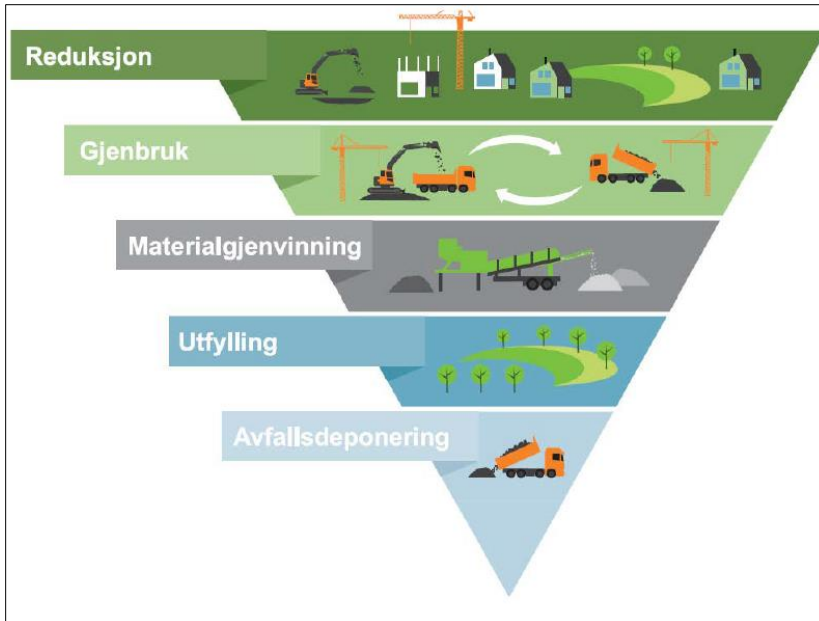 Reduksjon
Gjenbruk
Materialgjenvinning
Utfylling
Avfallsdeponering